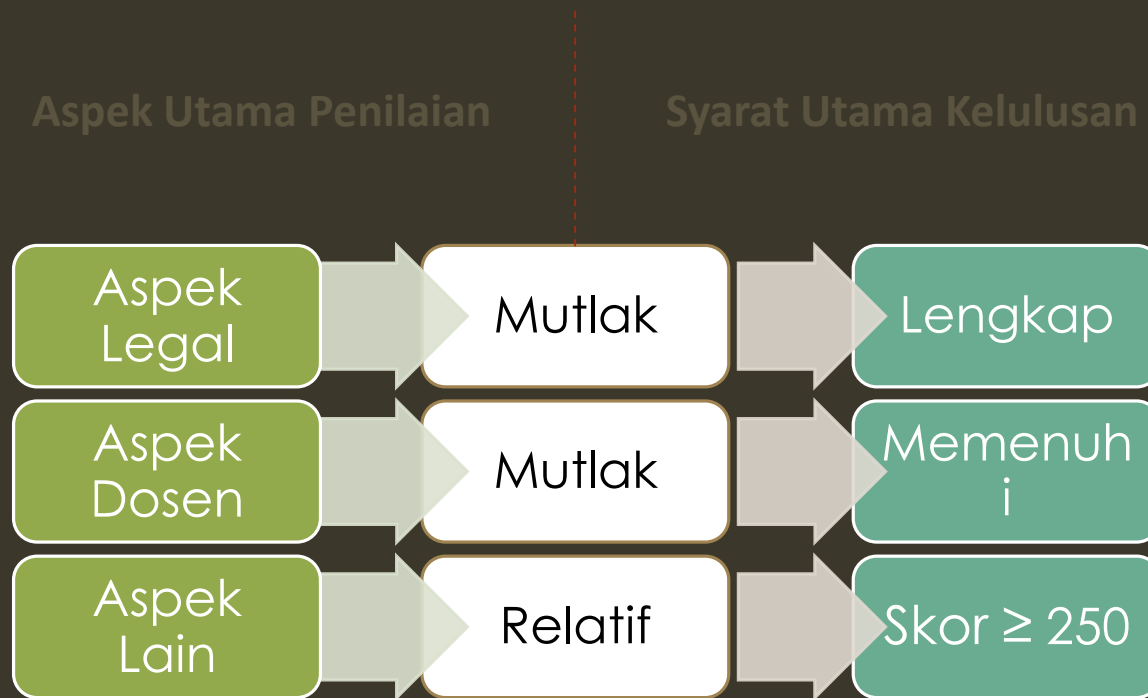 Aspek Utama Penilaian
Syarat Utama Kelulusan
Aspek
Legal
Mutlak
Lengkap
Aspek
Dosen
Mutlak
Memenuh
i
Aspek
Lain
Relatif
Skor ≥ 250